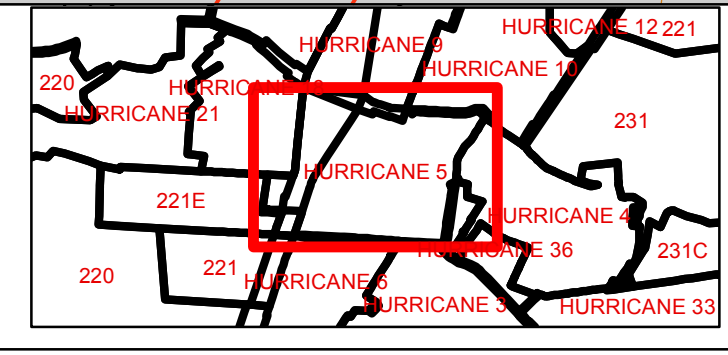 HURRICANE 12
221
HURRICANE 9
HURRICANE 10
220
HURRICANE
HURRICANE 21
231
HURRICANE 5
221E
HURRICANE 4
HURRICANE 36
231C
220
221
HURRICANE 6
HURRICANE 3
HURRICANE 33